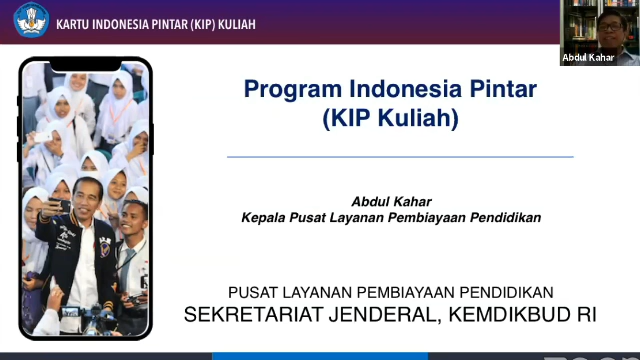 KARTU INDONESIA PINTAR (KIP) KULIAH
Abdul Kahar
Program Indonesia Pintar
(KIP Kuliah)
Abdul Kahar
Kepala Pusat Layanan Pembiayaan Pendidikan
PUSAT LAYANAN PEMBIAYAAN PENDIDIKAN
SEKRETARIAT JENDERAL, KEMDIKBUD RI